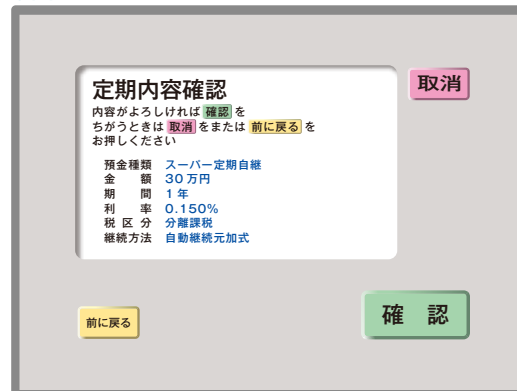 定期内容確認
内容がよろしければ 確認 を
ちがうときは 取消 をまたは 前に戻る を
お押しください
預金種類 スーパー定期自継
金 額 30万円
期 間 1年
利 率 0.150%
税区分 分離課税
継続方法 自動継続元加式
取消
前に戻る
確 認